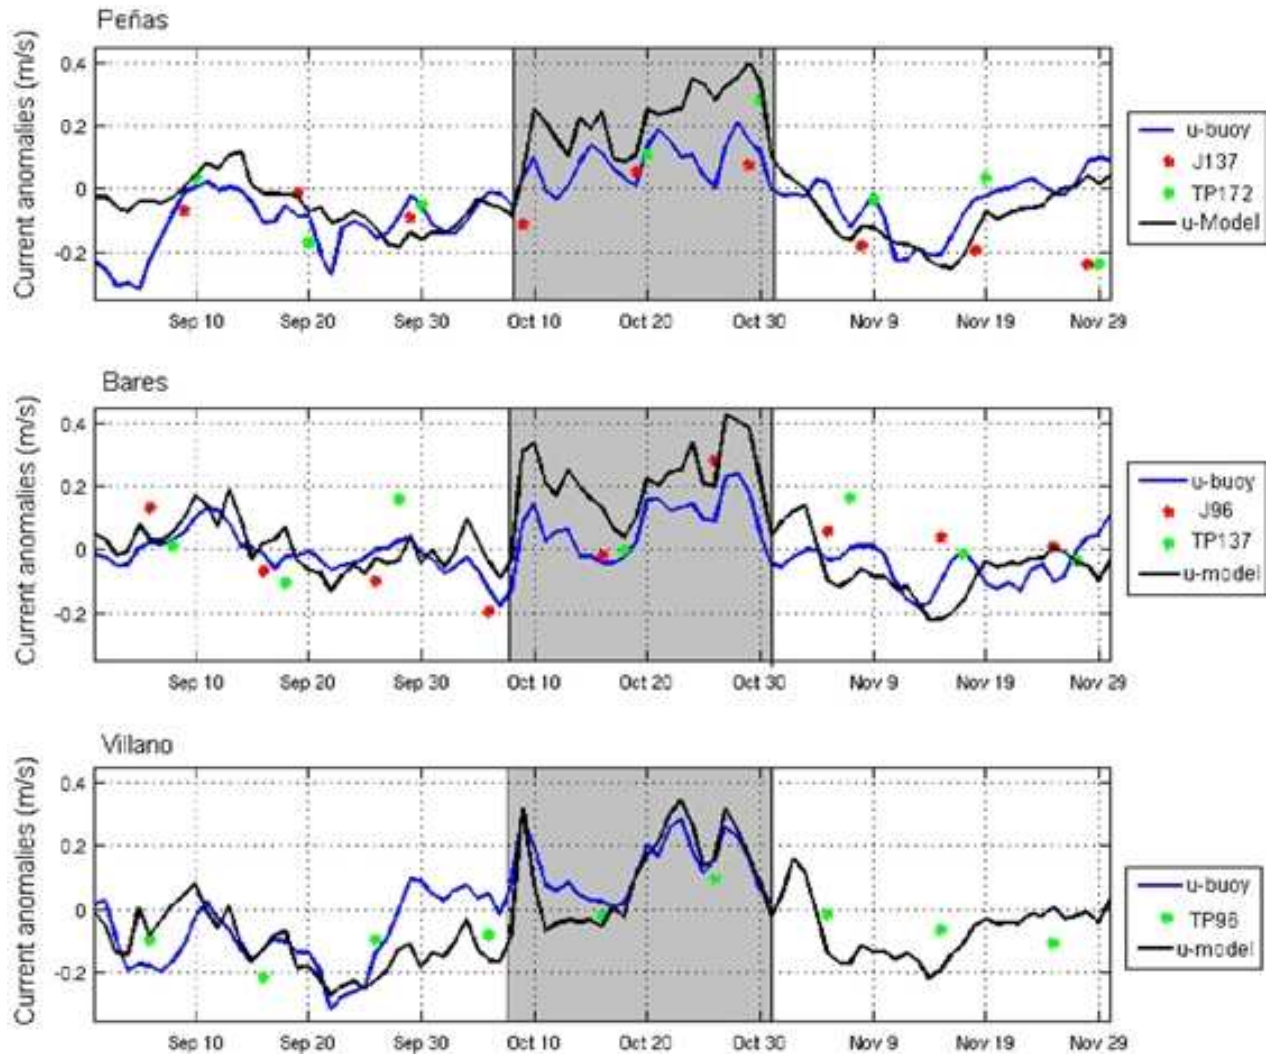 Peñas
Current anomalies (m/s)
0.4
0.2
0
-0.2
Sep 10 Sep 20 Sep 30 Oct 10 Oct 20 Oct 30 Nov 9 Nov 19 Nov 29
u-buoy
J137
TP172
u-Model
Bares
Current anomalies (m/s)
0.4
0.2
0
-0.2
Sep 10 Sep 20 Sep 30 Oct 10 Oct 20 Oct 30 Nov 9 Nov 19 Nov 29
u-buoy
J96
TP137
u-model
Villano
Current anomalies (m/s)
0.4
0.2
0
-0.2
Sep 10 Sep 20 Sep 30 Oct 10 Oct 20 Oct 30 Nov 9 Nov 19 Nov 29
u-buoy
TP96
u-model